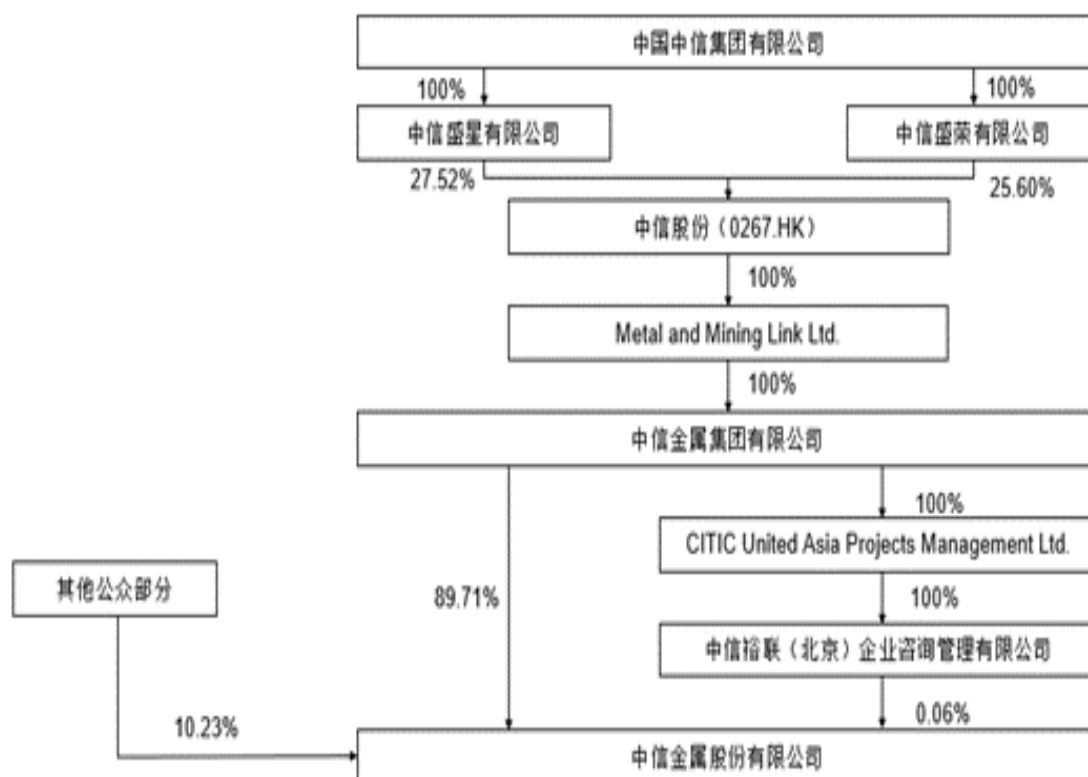 中国中信集团有限公司
100%
100%
中信盛星有限公司
中信盛荣有限公司
27.52%
25.60%
中信股份（0267.HK）
100%
Metal and Mining Link Ltd.
100%
中信金属集团有限公司
100%
CITIC United Asia Projects Management Ltd.
其他公众部分
89.71%
100%
中信裕联（北京）企业咨询管理有限公司
10.23%
0.06%
中信金属股份有限公司